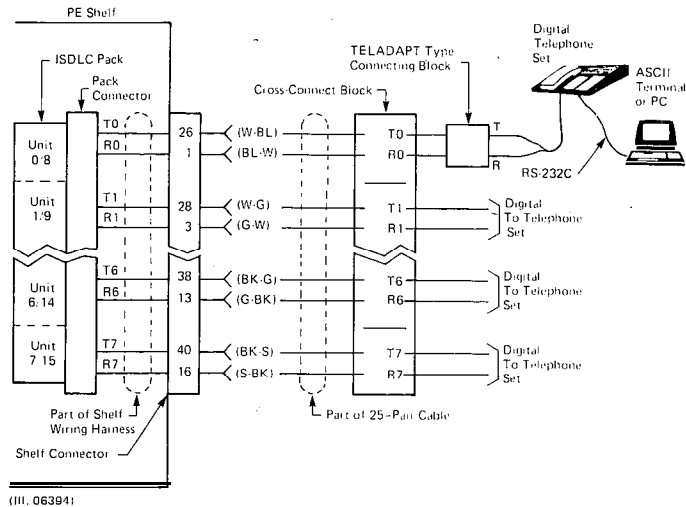 PE Shelf
ISDLC Pack
Pack
Connector
TELADAPT Type
Connecting Block
Cross-Connect Block
Digital
Telephone
Set
ASCII
Terminal
or PC
RS-232C
Unit
0/8
T0
R0
26
1
(W-BL)
(BL-W)
T0
R0
T
R
Unit
1/9
T1
R1
28
3
(W-G)
(G-W)
T1
R1
Digital
To Telephone
Set
Unit
6/14
T6
R6
38
13
(BK-G)
(G-BK)
T6
R6
Digital
To Telephone
Set
Unit
7 15
T7
R7
40
16
(BK-S)
(S-BK)
T7
R7
Digital
To Telephone
Set
Part of Shelf
Wiring Harness
Shelf Connector
Part of 25-Pair Cable
(Ill. 06394)